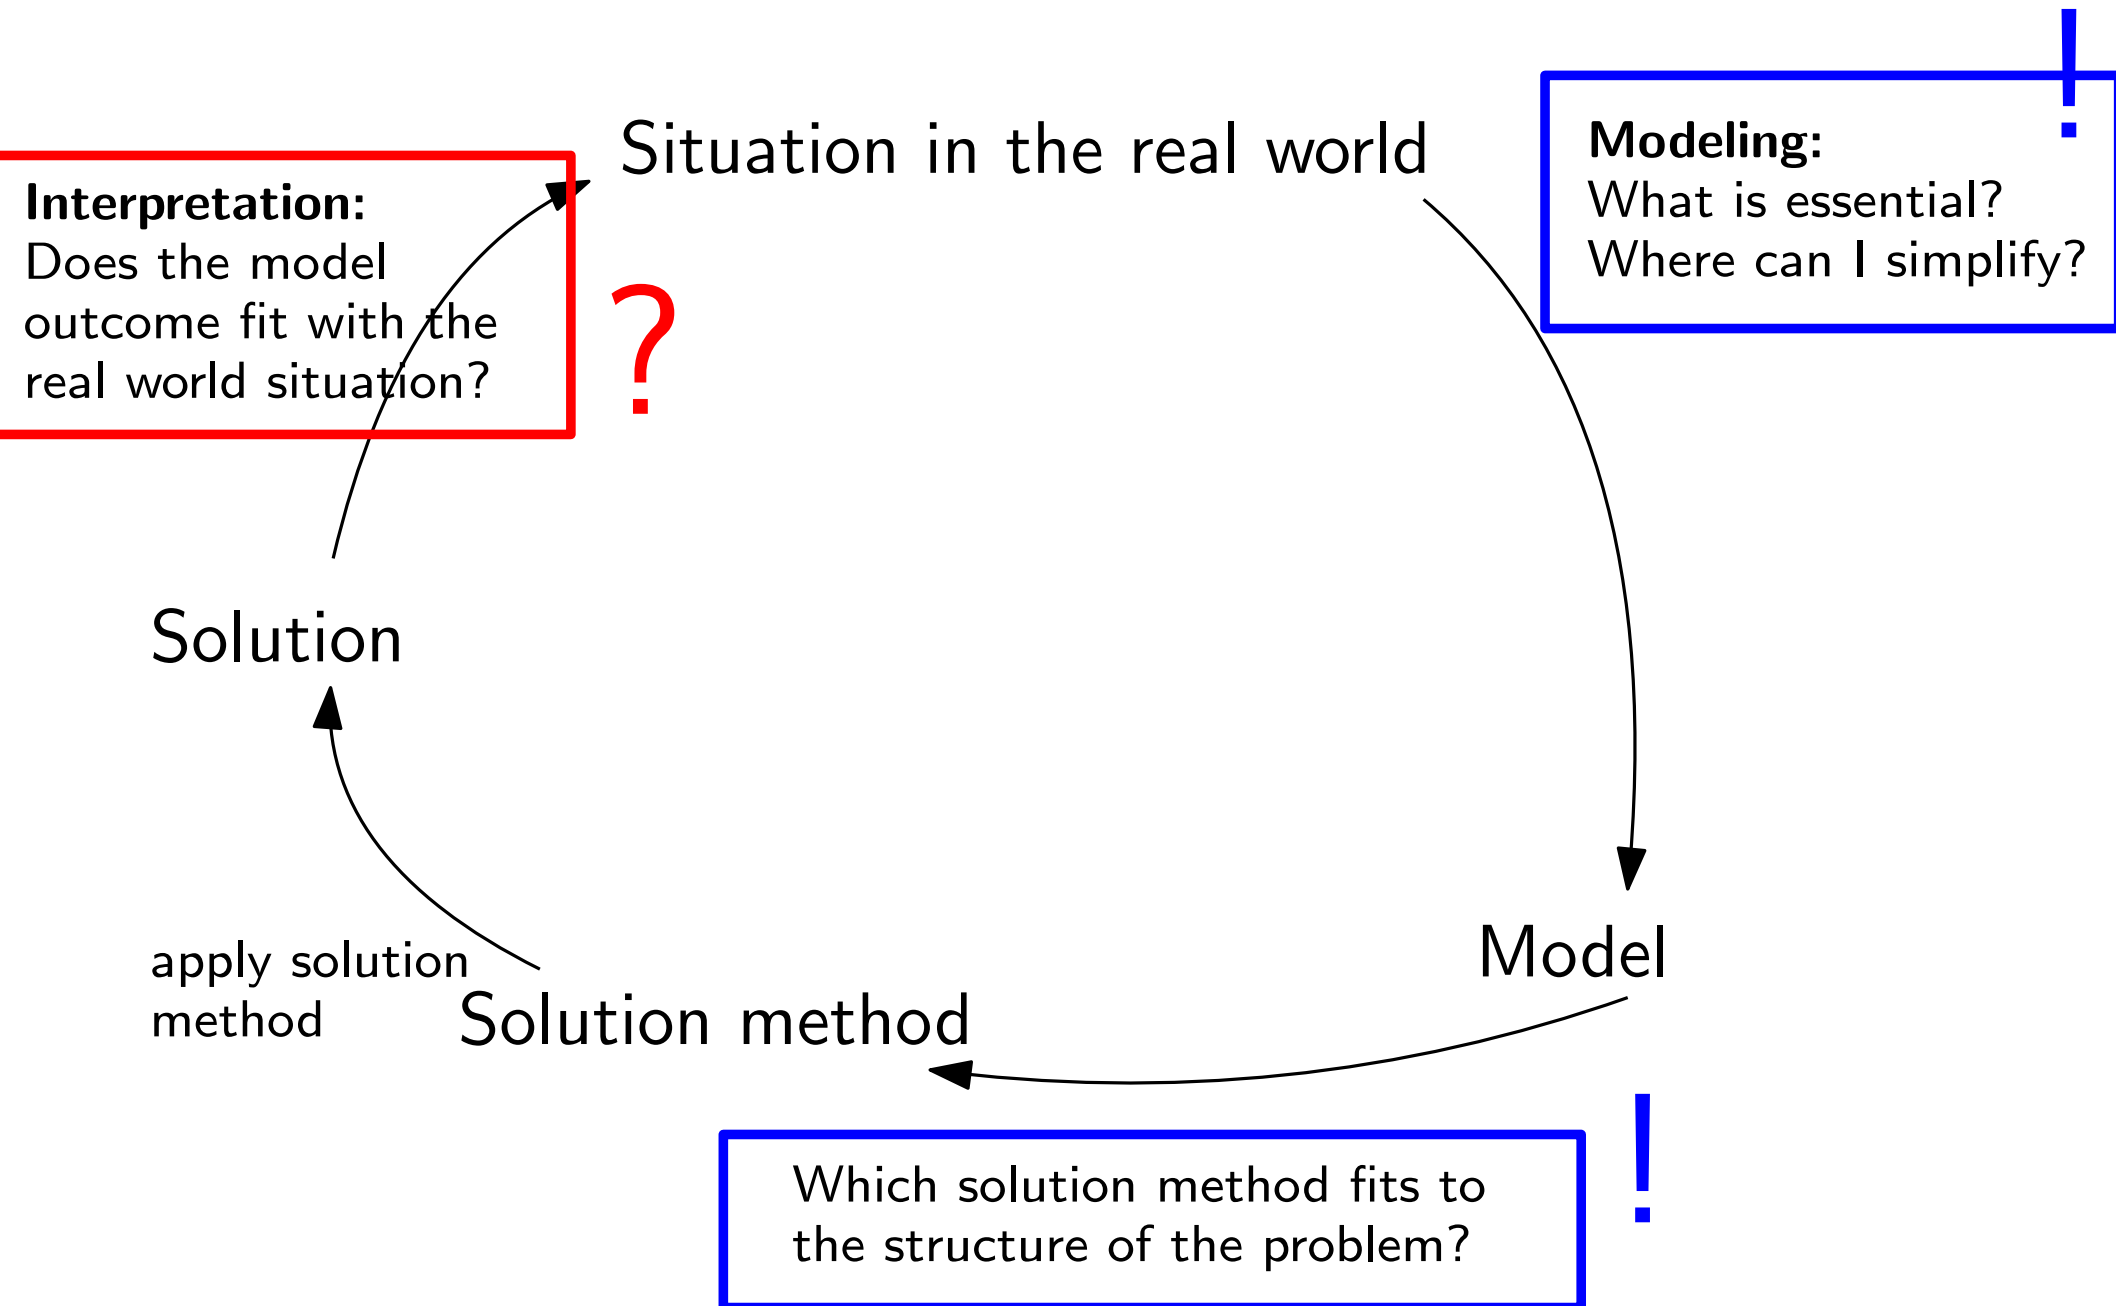 !
Situation in the real world
Modeling:
What is essential?
Where can I simplify?
Interpretation:
Does the model
outcome fit with the
real world situation?
?
Solution
Model
apply solution
method
Solution method
!
Which solution method fits to
the structure of the problem?